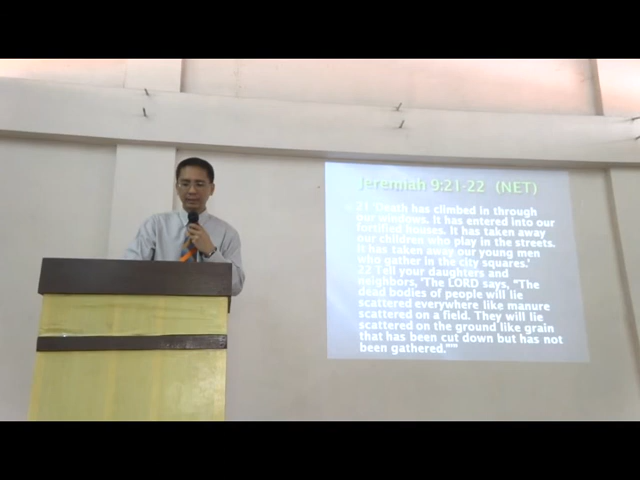 Jeremiah 9:21-22 (NET)
21 'Death has climbed in through
our windows. It has entered into our
fortified houses. It has taken away
our children who play in the streets.
It has taken away our young men
who gather in the city squares.'
22 Tell your daughters and
neighbors, 'The LORD says, "The
dead bodies of people will lie
scattered everywhere like manure
scattered on a field. They will lie
scattered on the ground like grain
that has been cut down but has not
been gathered."'"